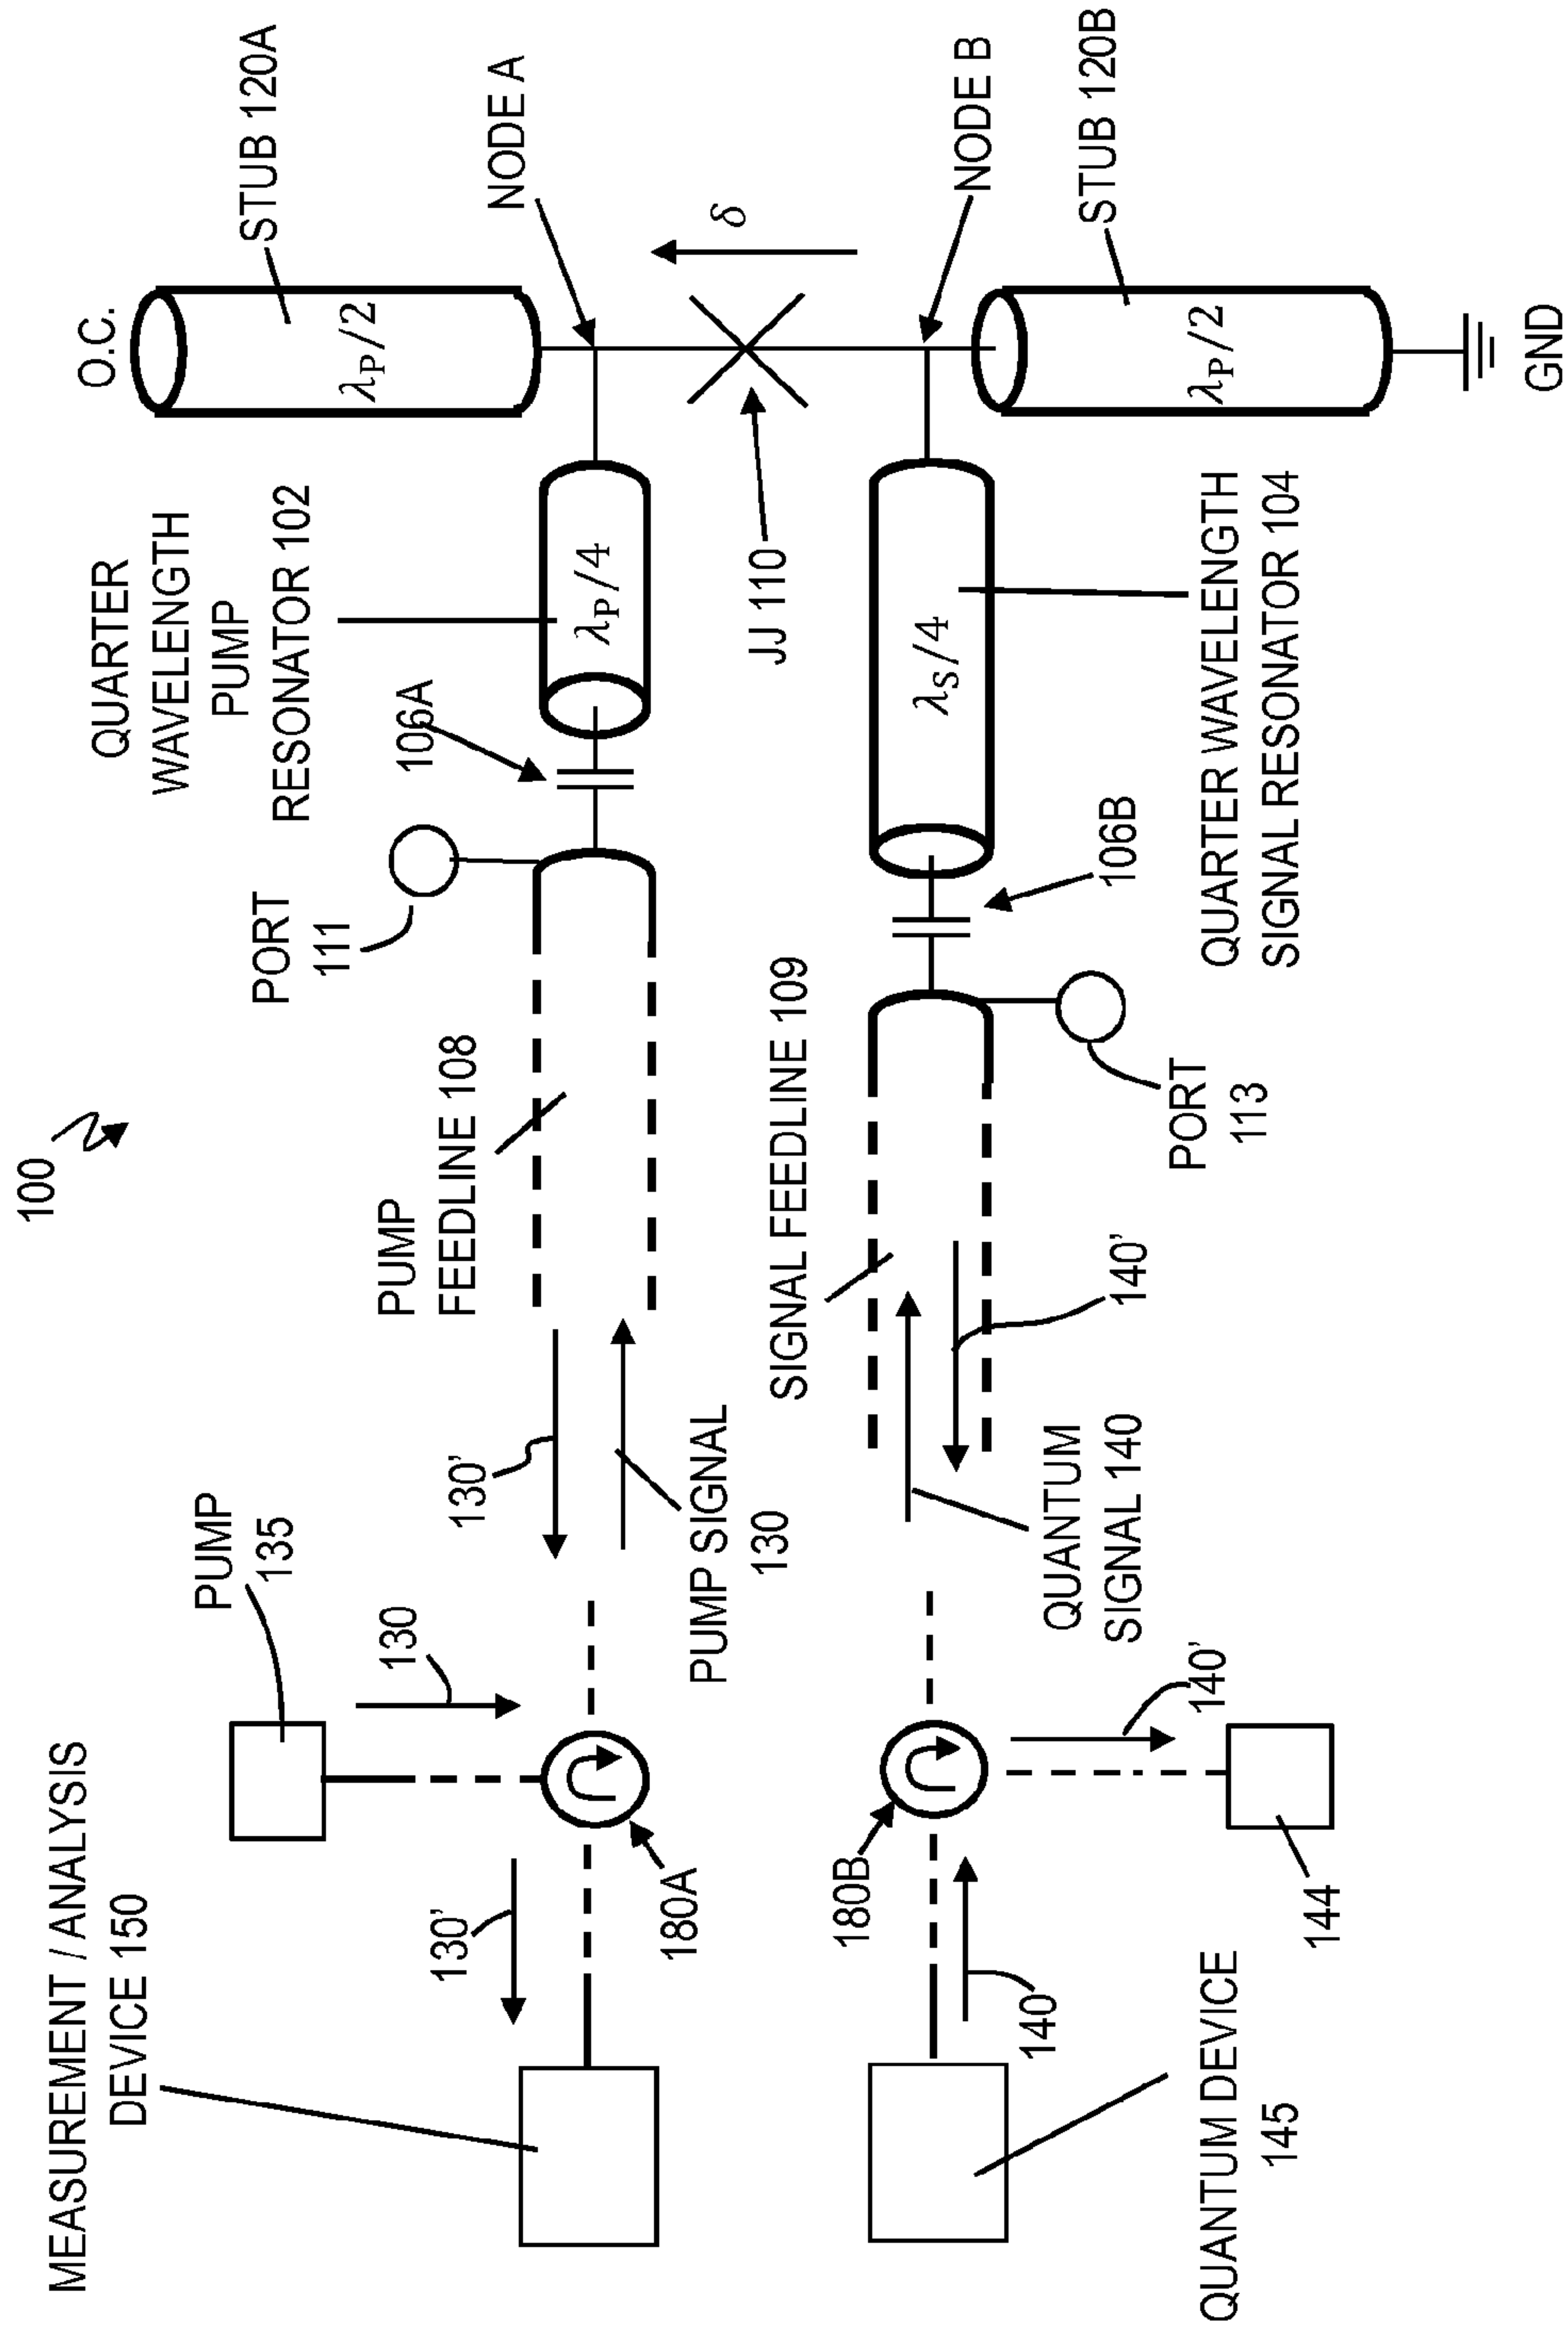 100
MEASUREMENT / ANALYSIS
DEVICE 150
PUMP
135
130
130'
180A
130'
PUMP SIGNAL
130
PUMP
FEEDLINE 108
PORT
111
106A
QUARTER
WAVELENGTH
PUMP
RESONATOR 102
λP/4
O.C.
STUB 120A
λP/2
NODE A
JJ 110
δ
NODE B
STUB 120B
λP/2
GND
QUANTUM DEVICE
145
140
180B
140'
144
QUANTUM
SIGNAL 140
140'
SIGNAL FEEDLINE 109
PORT
113
106B
λS/4
QUARTER WAVELENGTH
SIGNAL RESONATOR 104